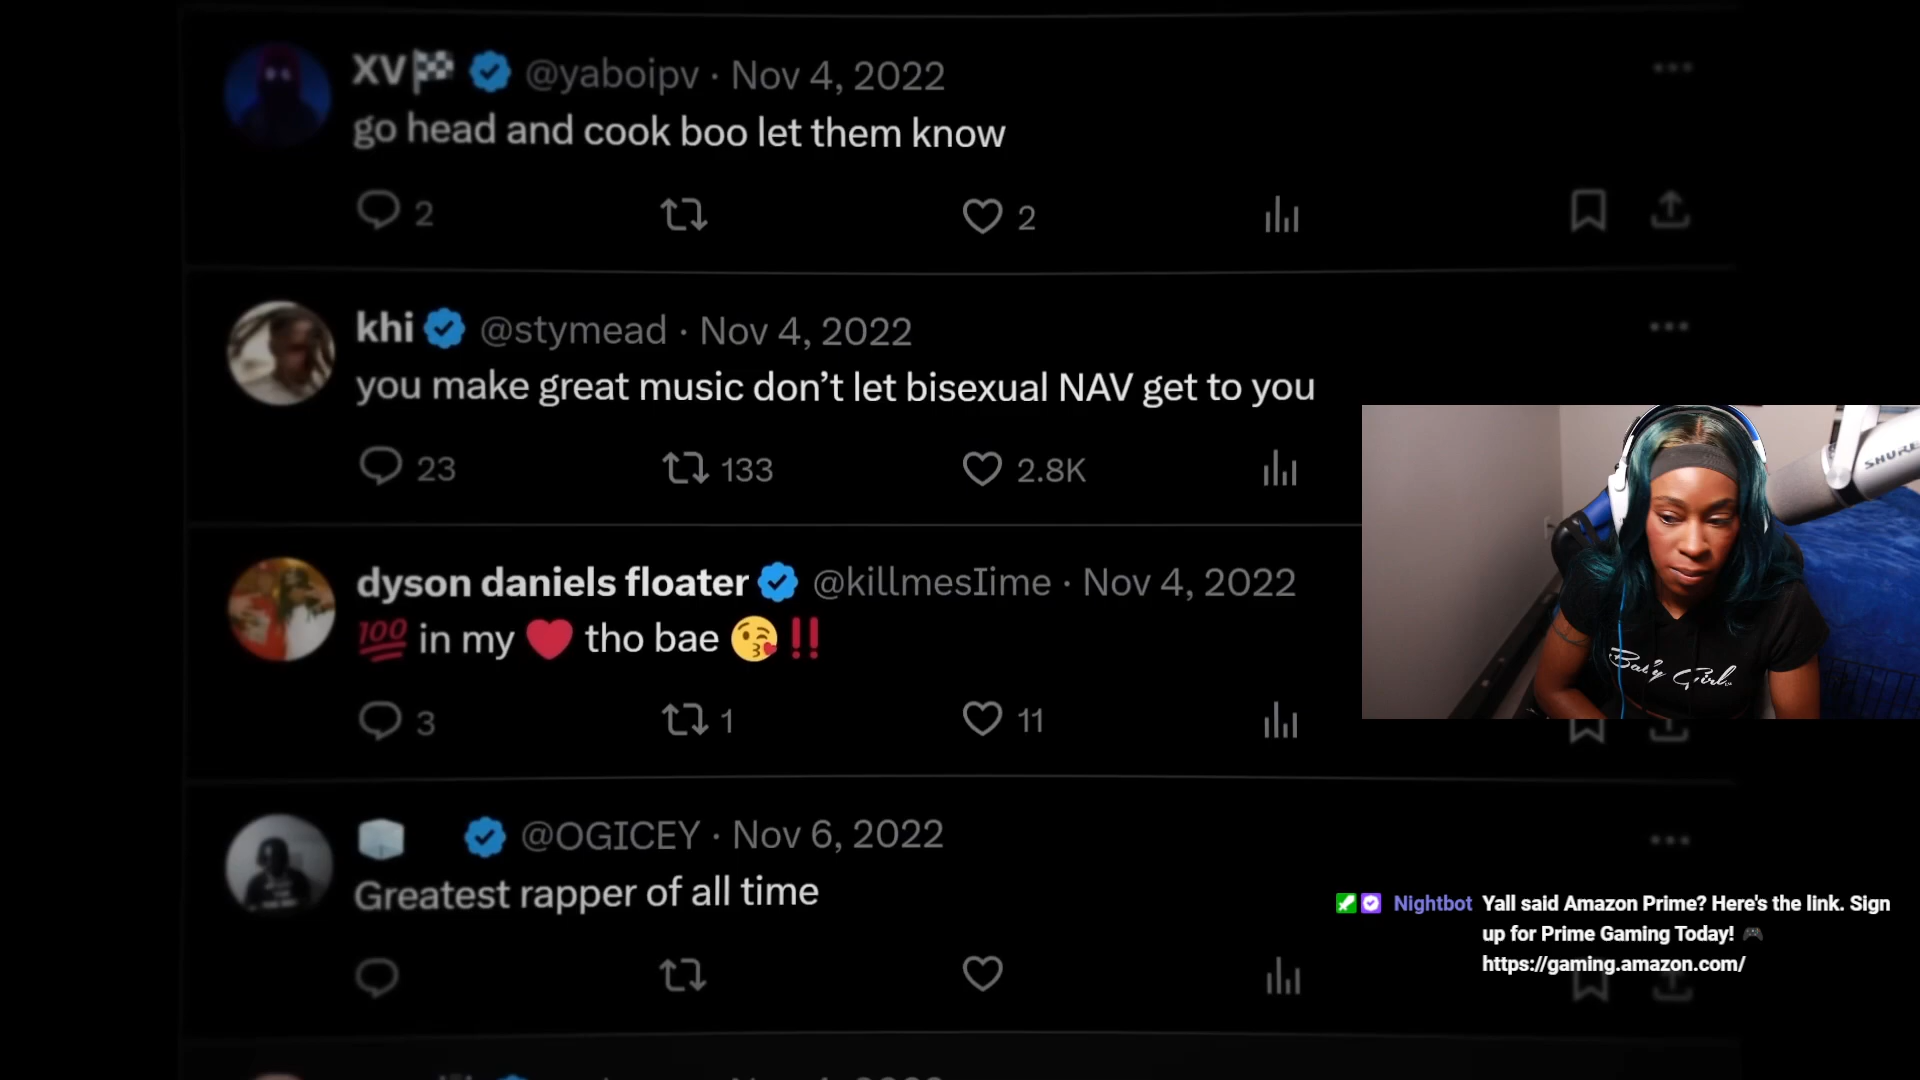 XV🏁 @yaboipv · Nov 4, 2022
go head and cook boo let them know
2 2
khi @stymead · Nov 4, 2022
you make great music don’t let bisexual NAV get to you
23 133 2.8K
dyson daniels floater @killmesIime · Nov 4, 2022
💯 in my ❤️ tho bae 😘‼️
3 1 11
🧊 @OGICEY · Nov 6, 2022
Greatest rapper of all time
SHURE
Baby Girl
Nightbot Yall said Amazon Prime? Here's the link. Sign
up for Prime Gaming Today! 🎮
https://gaming.amazon.com/